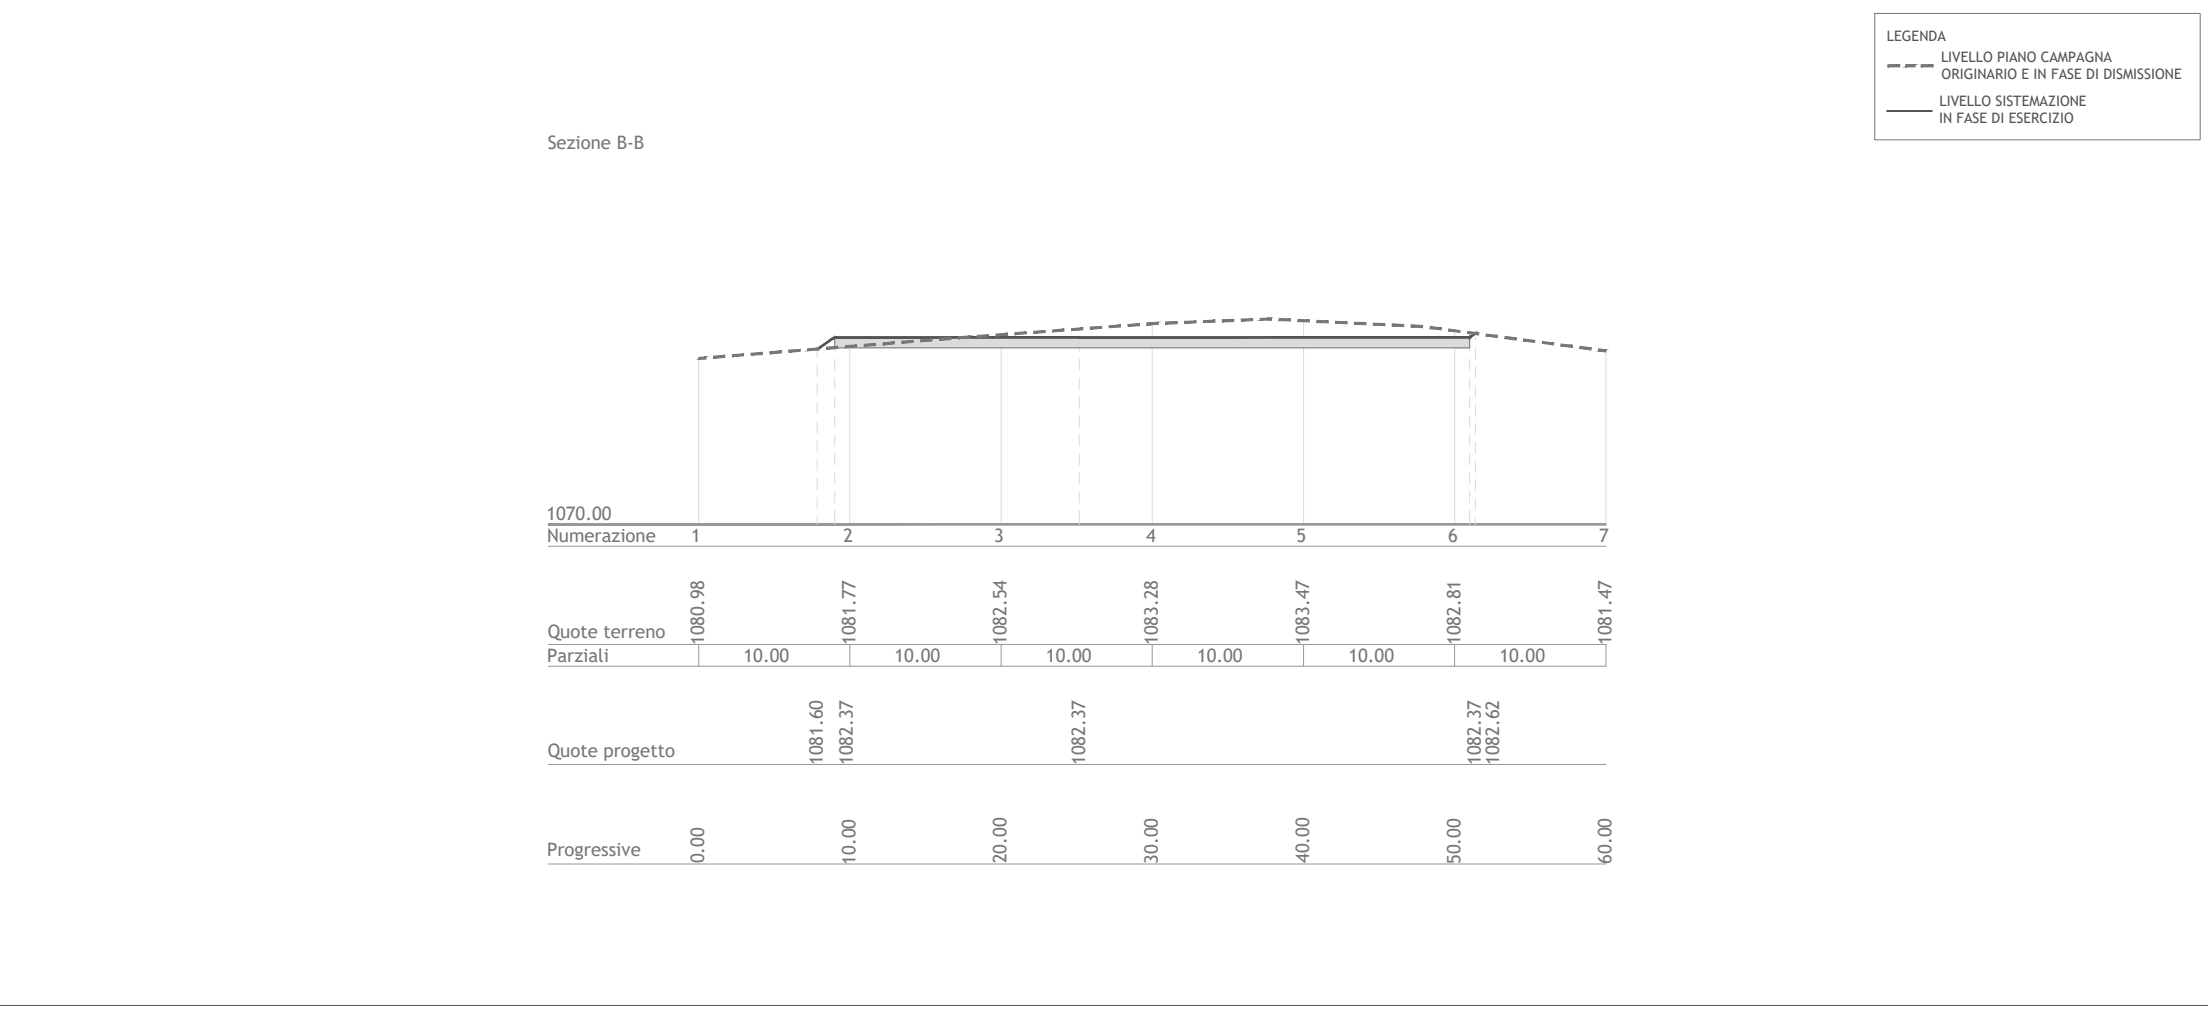 LEGENDA
LIVELLO PIANO CAMPAGNA
ORIGINARIO E IN FASE DI DISMISSIONE
LIVELLO SISTEMAZIONE
IN FASE DI ESERCIZIO
Sezione B-B
1070.00
Numerazione 1 2 3 4 5 6 7
Quote terreno 1080.98 1081.77 1082.54 1083.28 1083.47 1082.81 1081.47
Parziali 10.00 10.00 10.00 10.00 10.00 10.00
Quote progetto 1081.60 1082.37 1082.37 1082.37 1082.62
Progressive 0.00 10.00 20.00 30.00 40.00 50.00 60.00